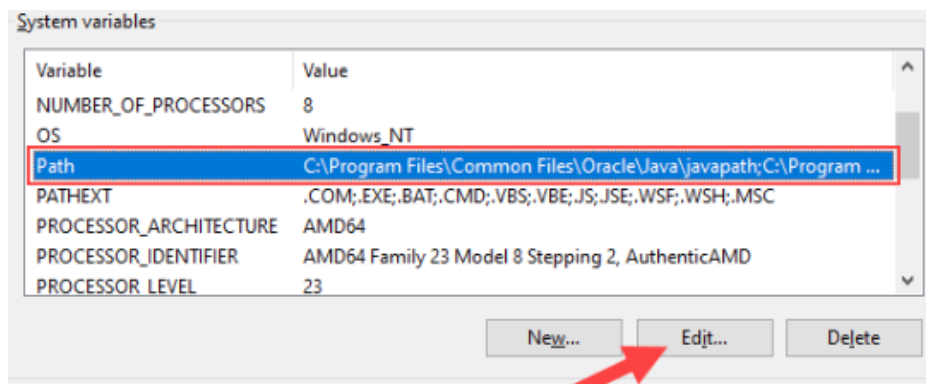 System variables
Variable Value
NUMBER_OF_PROCESSORS 8
OS Windows_NT
Path C:\Program Files\Common Files\Oracle\Java\javapath;C:\Program ...
PATHEXT .COM;.EXE;.BAT;.CMD;.VBS;.VBE;.JS;.JSE;.WSF;.WSH;.MSC
PROCESSOR_ARCHITECTURE AMD64
PROCESSOR_IDENTIFIER AMD64 Family 23 Model 8 Stepping 2, AuthenticAMD
PROCESSOR_LEVEL 23
New... Edit... Delete